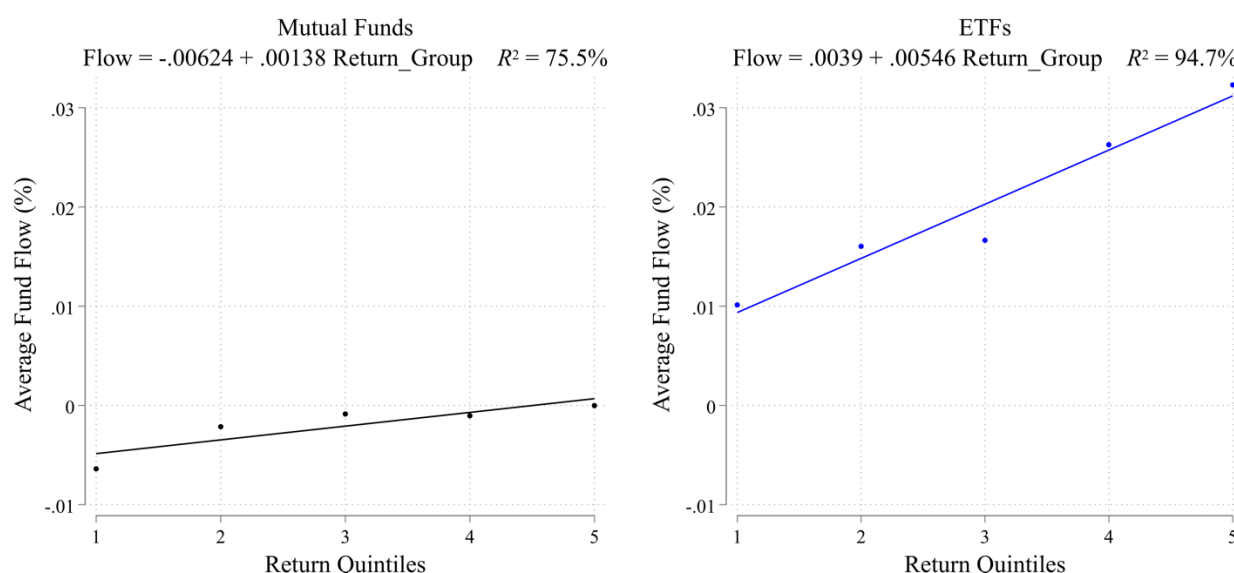 Mutual Funds
Flow = -.00624 + .00138 Return_Group R² = 75.5%
Average Fund Flow (%)
.03
.02
.01
0
-.01
1 2 3 4 5
Return Quintiles
ETFs
Flow = .0039 + .00546 Return_Group R² = 94.7%
Average Fund Flow (%)
.03
.02
.01
0
-.01
1 2 3 4 5
Return Quintiles